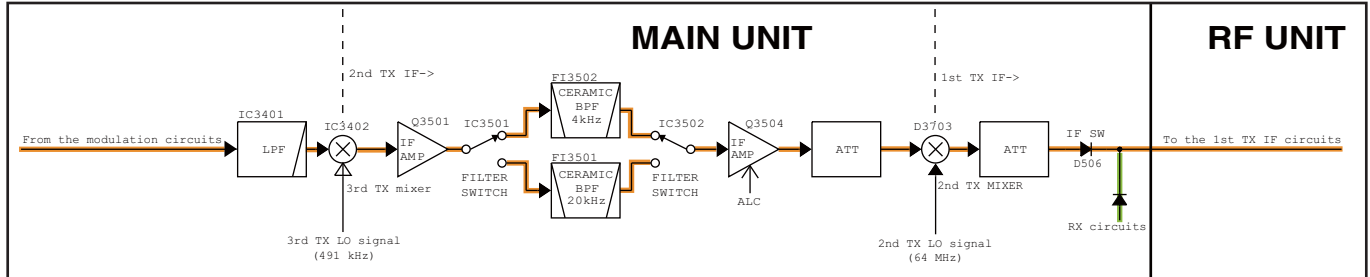 MAIN UNIT
RF UNIT
2nd TX IF->
1st TX IF->
From the modulation circuits
IC3401
LPF
IC3402
3rd TX mixer
3rd TX LO signal
(491 kHz)
Q3501
IF
AMP
IC3501
FILTER
SWITCH
FI3502
CERAMIC
BPF
4kHz
FI3501
CERAMIC
BPF
20kHz
IC3502
FILTER
SWITCH
Q3504
IF
AMP
ALC
ATT
D3703
2nd TX MIXER
2nd TX LO signal
(64 MHz)
ATT
IF SW
D506
RX circuits
To the 1st TX IF circuits